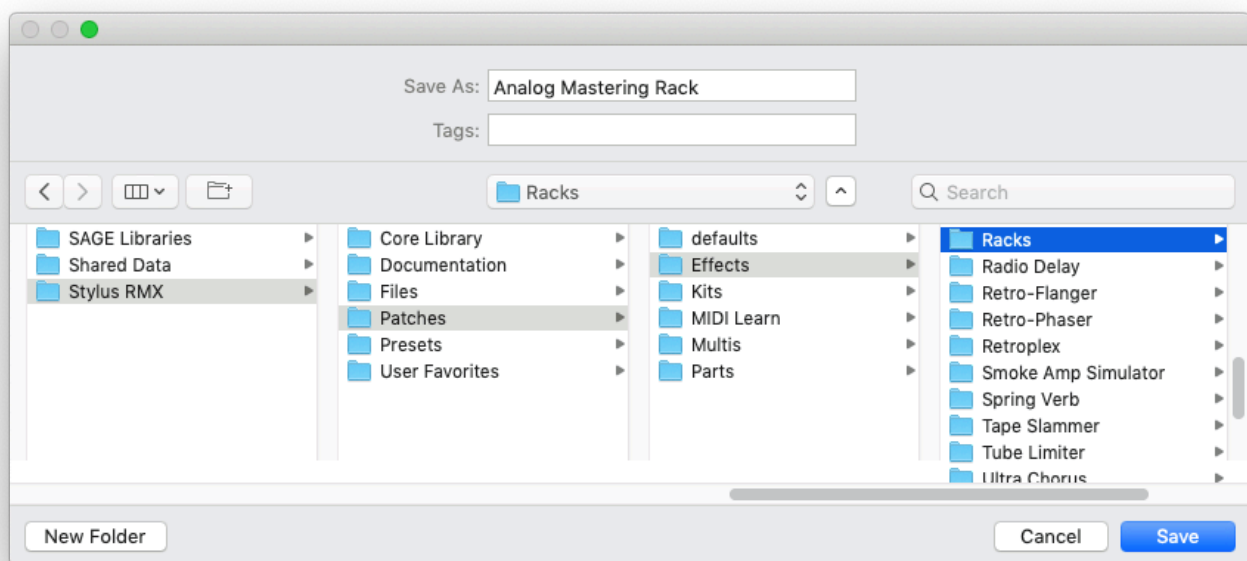 Save As: Analog Mastering Rack
Tags:
Racks
Search
SAGE Libraries
Shared Data
Stylus RMX
Core Library
Documentation
Files
Patches
Presets
User Favorites
defaults
Effects
Kits
MIDI Learn
Multis
Parts
Racks
Radio Delay
Retro-Flanger
Retro-Phaser
Retroplex
Smoke Amp Simulator
Spring Verb
Tape Slammer
Tube Limiter
Ultra Chorus
New Folder
Cancel
Save